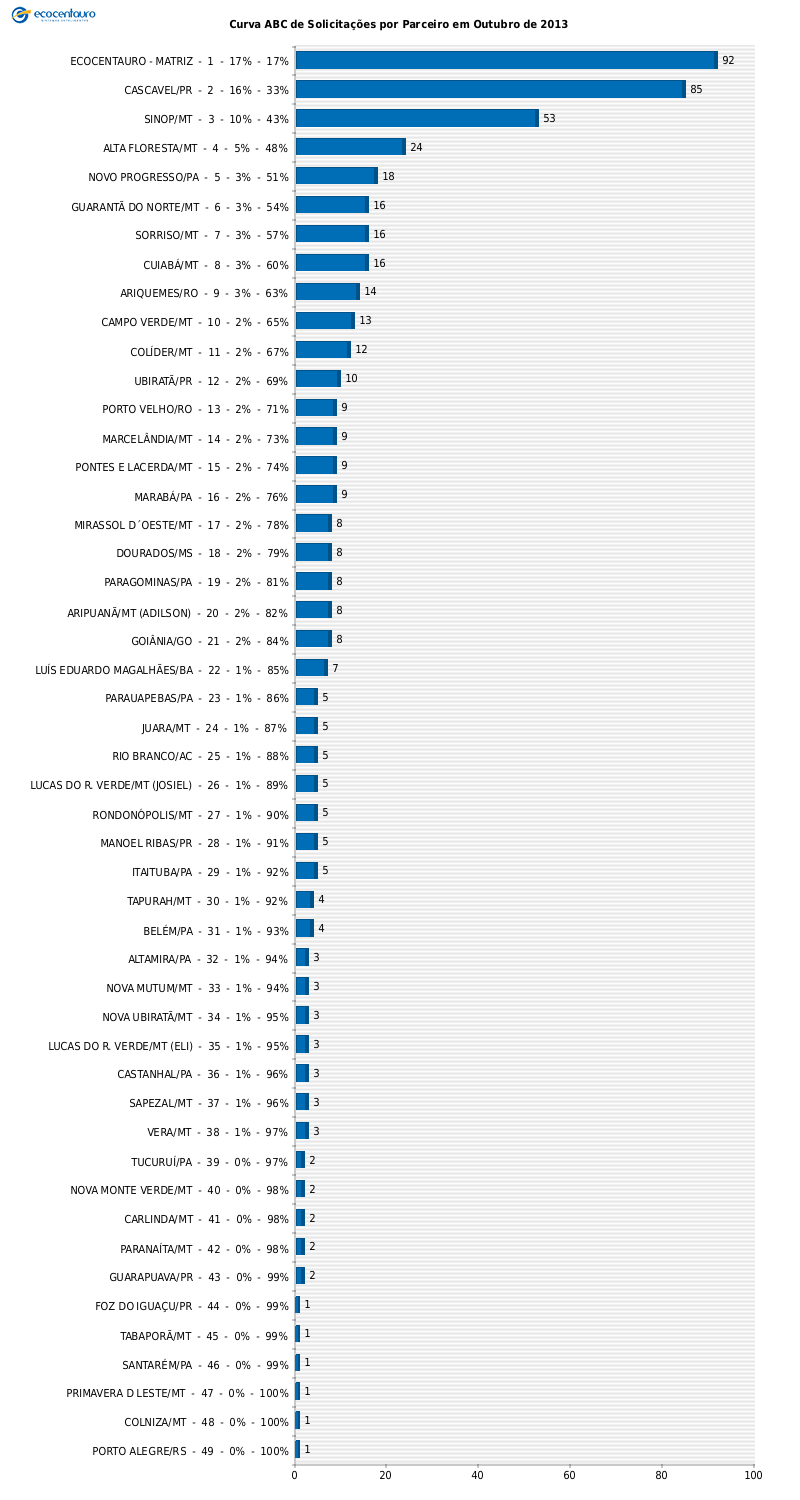 ecocentauro
Curva ABC de Solicitações por Parceiro em Outubro de 2013
ECOCENTAURO - MATRIZ - 1 - 17% - 17% 92
CASCAVEL/PR - 2 - 16% - 33% 85
SINOP/MT - 3 - 10% - 43% 53
ALTA FLORESTA/MT - 4 - 5% - 48% 24
NOVO PROGRESSO/PA - 5 - 3% - 51% 18
GUARANTÃ DO NORTE/MT - 6 - 3% - 54% 16
SORRISO/MT - 7 - 3% - 57% 16
CUIABÁ/MT - 8 - 3% - 60% 16
ARIQUEMES/RO - 9 - 3% - 63% 14
CAMPO VERDE/MT - 10 - 2% - 65% 13
COLÍDER/MT - 11 - 2% - 67% 12
UBIRATÃ/PR - 12 - 2% - 69% 10
PORTO VELHO/RO - 13 - 2% - 71% 9
MARCELÂNDIA/MT - 14 - 2% - 73% 9
PONTES E LACERDA/MT - 15 - 2% - 74% 9
MARABÁ/PA - 16 - 2% - 76% 9
MIRASSOL D´OESTE/MT - 17 - 2% - 78% 8
DOURADOS/MS - 18 - 2% - 79% 8
PARAGOMINAS/PA - 19 - 2% - 81% 8
ARIPUANÃ/MT (ADILSON) - 20 - 2% - 82% 8
GOIÂNIA/GO - 21 - 2% - 84% 8
LUÍS EDUARDO MAGALHÃES/BA - 22 - 1% - 85% 7
PARAUAPEBAS/PA - 23 - 1% - 86% 5
JUARA/MT - 24 - 1% - 87% 5
RIO BRANCO/AC - 25 - 1% - 88% 5
LUCAS DO R. VERDE/MT (JOSIEL) - 26 - 1% - 89% 5
RONDONÓPOLIS/MT - 27 - 1% - 90% 5
MANOEL RIBAS/PR - 28 - 1% - 91% 5
ITAITUBA/PA - 29 - 1% - 92% 5
TAPURAH/MT - 30 - 1% - 92% 4
BELÉM/PA - 31 - 1% - 93% 4
ALTAMIRA/PA - 32 - 1% - 94% 3
NOVA MUTUM/MT - 33 - 1% - 94% 3
NOVA UBIRATÃ/MT - 34 - 1% - 95% 3
LUCAS DO R. VERDE/MT (ELI) - 35 - 1% - 95% 3
CASTANHAL/PA - 36 - 1% - 96% 3
SAPEZAL/MT - 37 - 1% - 96% 3
VERA/MT - 38 - 1% - 97% 3
TUCURUÍ/PA - 39 - 0% - 97% 2
NOVA MONTE VERDE/MT - 40 - 0% - 98% 2
CARLINDA/MT - 41 - 0% - 98% 2
PARANAÍTA/MT - 42 - 0% - 98% 2
GUARAPUAVA/PR - 43 - 0% - 99% 2
FOZ DO IGUAÇU/PR - 44 - 0% - 99% 1
TABAPORÃ/MT - 45 - 0% - 99% 1
SANTARÉM/PA - 46 - 0% - 99% 1
PRIMAVERA D LESTE/MT - 47 - 0% - 100% 1
COLNIZA/MT - 48 - 0% - 100% 1
PORTO ALEGRE/RS - 49 - 0% - 100% 1
0 20 40 60 80 100